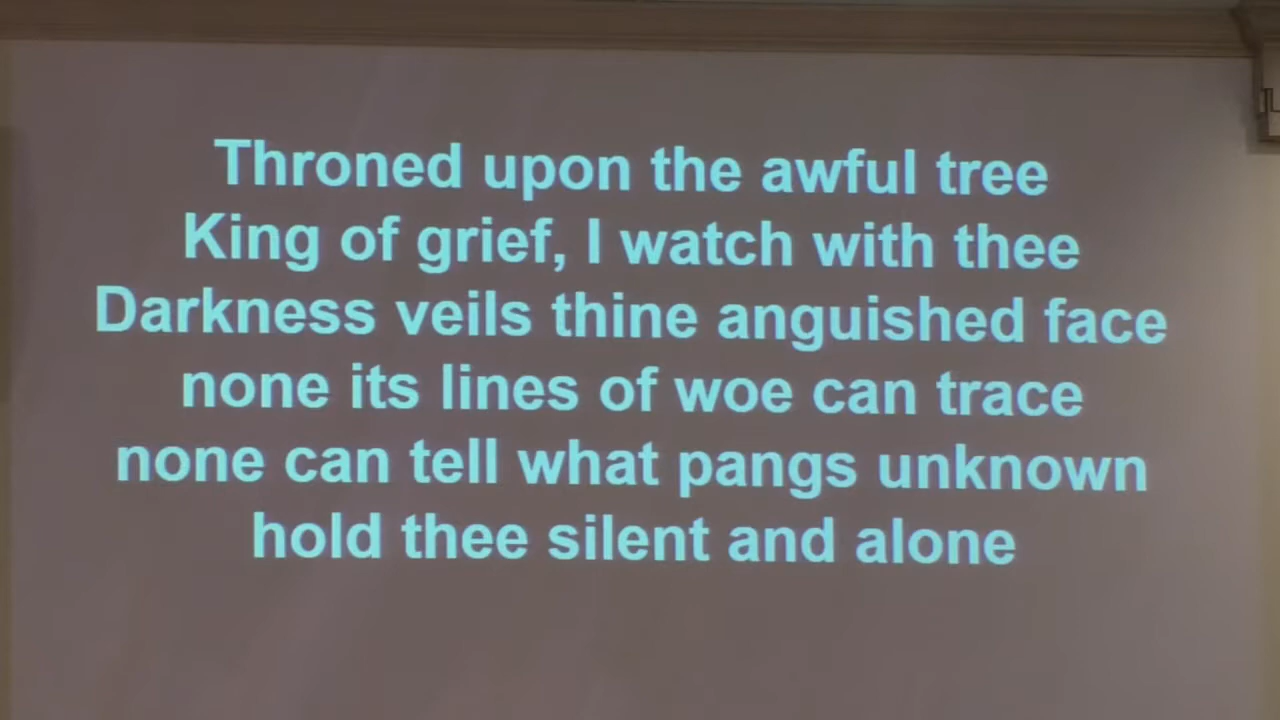 Throned upon the awful tree
King of grief, I watch with thee
Darkness veils thine anguished face
none its lines of woe can trace
none can tell what pangs unknown
hold thee silent and alone